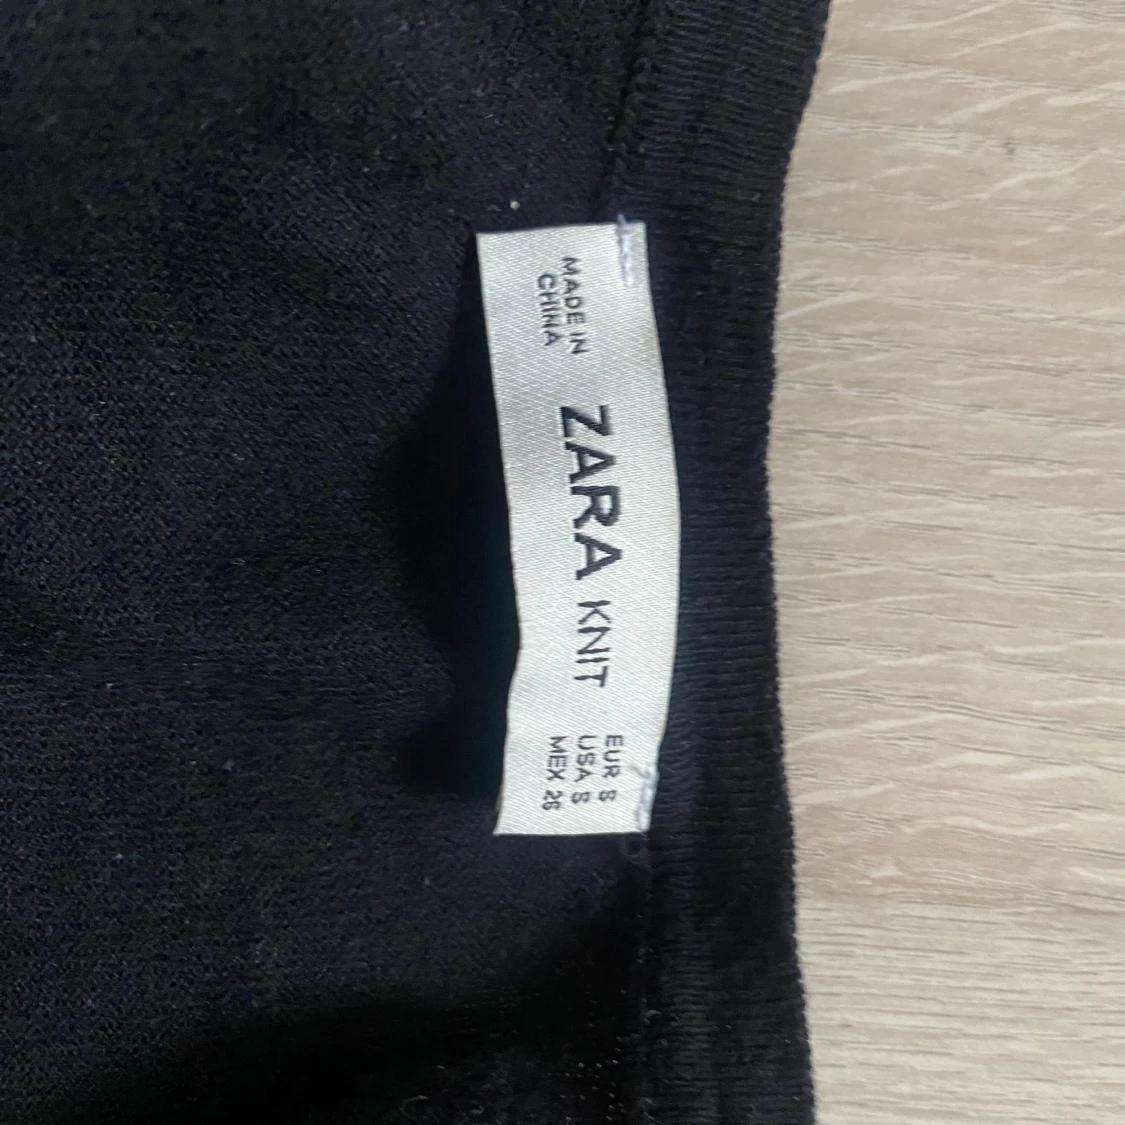 MADE IN
CHINA
ZARA KNIT
EUR S
USA S
MEX 26